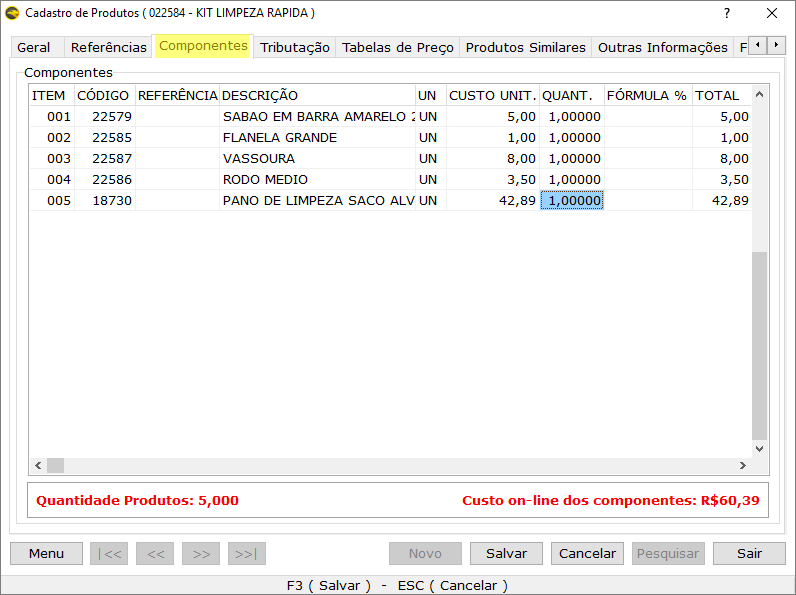 Cadastro de Produtos ( 022584 - KIT LIMPEZA RAPIDA )
Geral Referências Componentes Tributação Tabelas de Preço Produtos Similares Outras Informações F
Componentes
ITEM CÓDIGO REFERÊNCIA DESCRIÇÃO UN CUSTO UNIT. QUANT. FÓRMULA % TOTAL
001 22579 SABAO EM BARRA AMARELO 2 UN 5,00 1,00000 5,00
002 22585 FLANELA GRANDE UN 1,00 1,00000 1,00
003 22587 VASSOURA UN 8,00 1,00000 8,00
004 22586 RODO MEDIO UN 3,50 1,00000 3,50
005 18730 PANO DE LIMPEZA SACO ALV UN 42,89 1,00000 42,89
Quantidade Produtos: 5,000 Custo on-line dos componentes: R$60,39
Menu |<< << >> >>| Novo Salvar Cancelar Pesquisar Sair
F3 ( Salvar ) - ESC ( Cancelar )